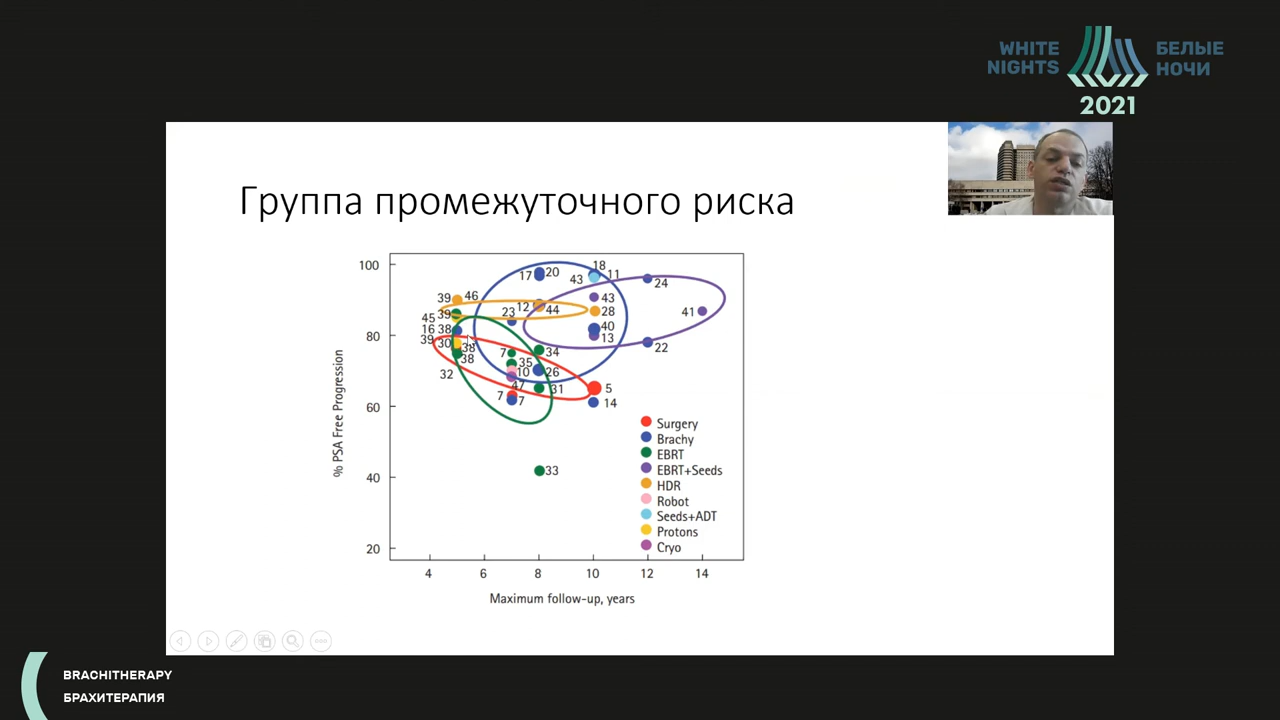 WHITE
NIGHTS
БЕЛЫЕ
НОЧИ
2021
Группа промежуточного риска
% PSA Free Progression
100
80
60
40
20
4 6 8 10 12 14
Maximum follow-up, years
17
20
18
43
11
24
39
46
12
44
43
28
41
45
39
23
16
38
40
13
39
30
38
38
7
34
22
35
32
10
26
47
31
5
7
7
14
33
Surgery
Brachy
EBRT
EBRT+Seeds
HDR
Robot
Seeds+ADT
Protons
Cryo
BRACHITHERAPY
БРАХИТЕРАПИЯ